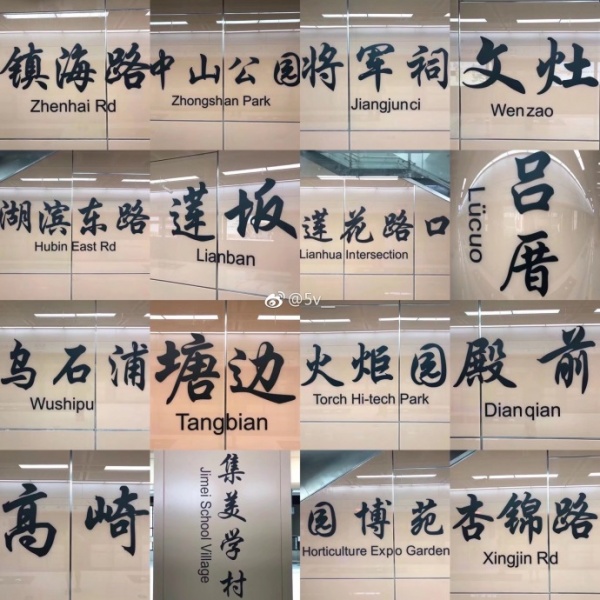 镇海路
Zhenhai Rd
中山公园
Zhongshan Park
将军祠
Jiangjunci
文灶
Wenzao
湖滨东路
Hubin East Rd
莲坂
Lianban
莲花路口
Lianhua Intersection
吕厝
Lücuo
@5v__
乌石浦
Wushipu
塘边
Tangbian
火炬园
Torch Hi-tech Park
殿前
Dianqian
高崎
集美学村
Jimei School Village
园博苑
Horticulture Expo Garden
杏锦路
Xingjin Rd